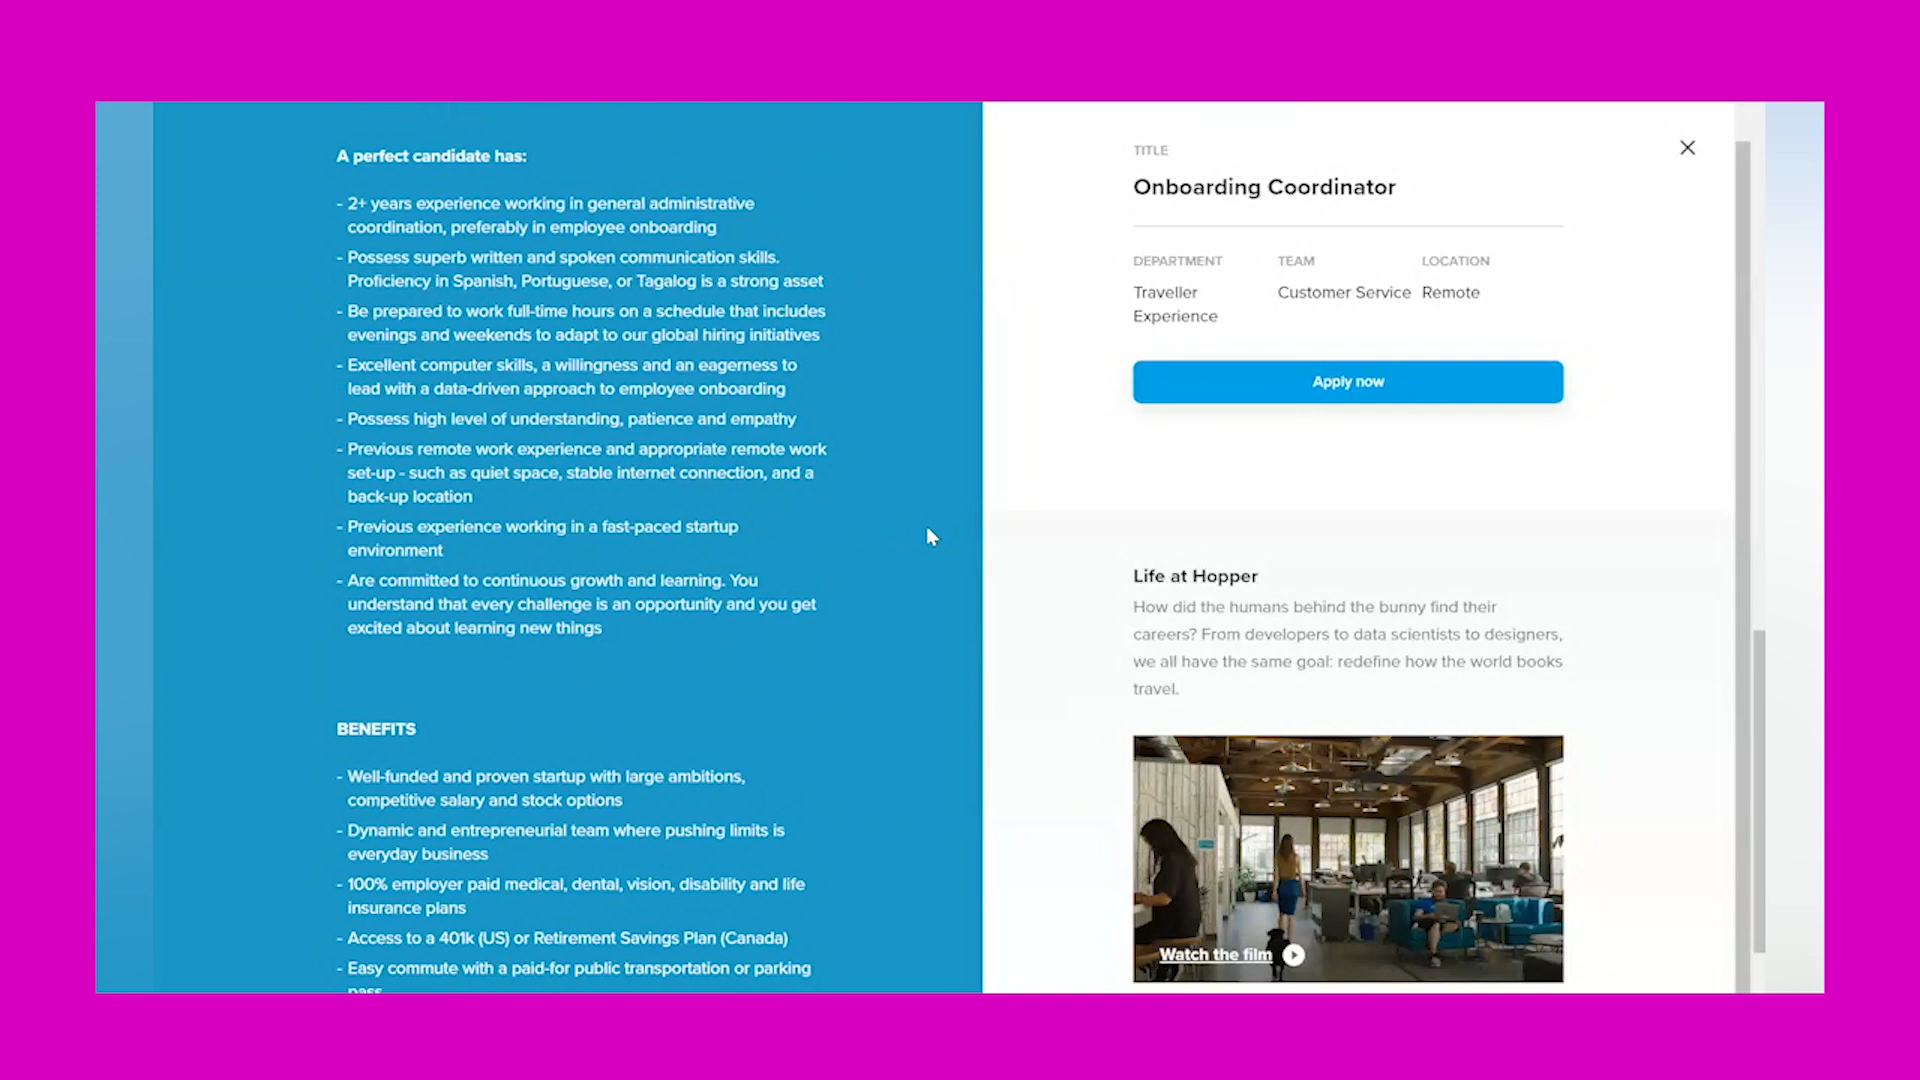 A perfect candidate has:
- 2+ years experience working in general administrative
coordination, preferably in employee onboarding
- Possess superb written and spoken communication skills.
Proficiency in Spanish, Portuguese, or Tagalog is a strong asset
- Be prepared to work full-time hours on a schedule that includes
evenings and weekends to adapt to our global hiring initiatives
- Excellent computer skills, a willingness and an eagerness to
lead with a data-driven approach to employee onboarding
- Possess high level of understanding, patience and empathy
- Previous remote work experience and appropriate remote work
set-up - such as quiet space, stable internet connection, and a
back-up location
- Previous experience working in a fast-paced startup
environment
- Are committed to continuous growth and learning. You
understand that every challenge is an opportunity and you get
excited about learning new things
BENEFITS
- Well-funded and proven startup with large ambitions,
competitive salary and stock options
- Dynamic and entrepreneurial team where pushing limits is
everyday business
- 100% employer paid medical, dental, vision, disability and life
insurance plans
- Access to a 401k (US) or Retirement Savings Plan (Canada)
- Easy commute with a paid-for public transportation or parking
pass
TITLE
Onboarding Coordinator
DEPARTMENT TEAM LOCATION
Traveller Customer Service Remote
Experience
Apply now
Life at Hopper
How did the humans behind the bunny find their
careers? From developers to data scientists to designers,
we all have the same goal: redefine how the world books
travel.
Watch the film